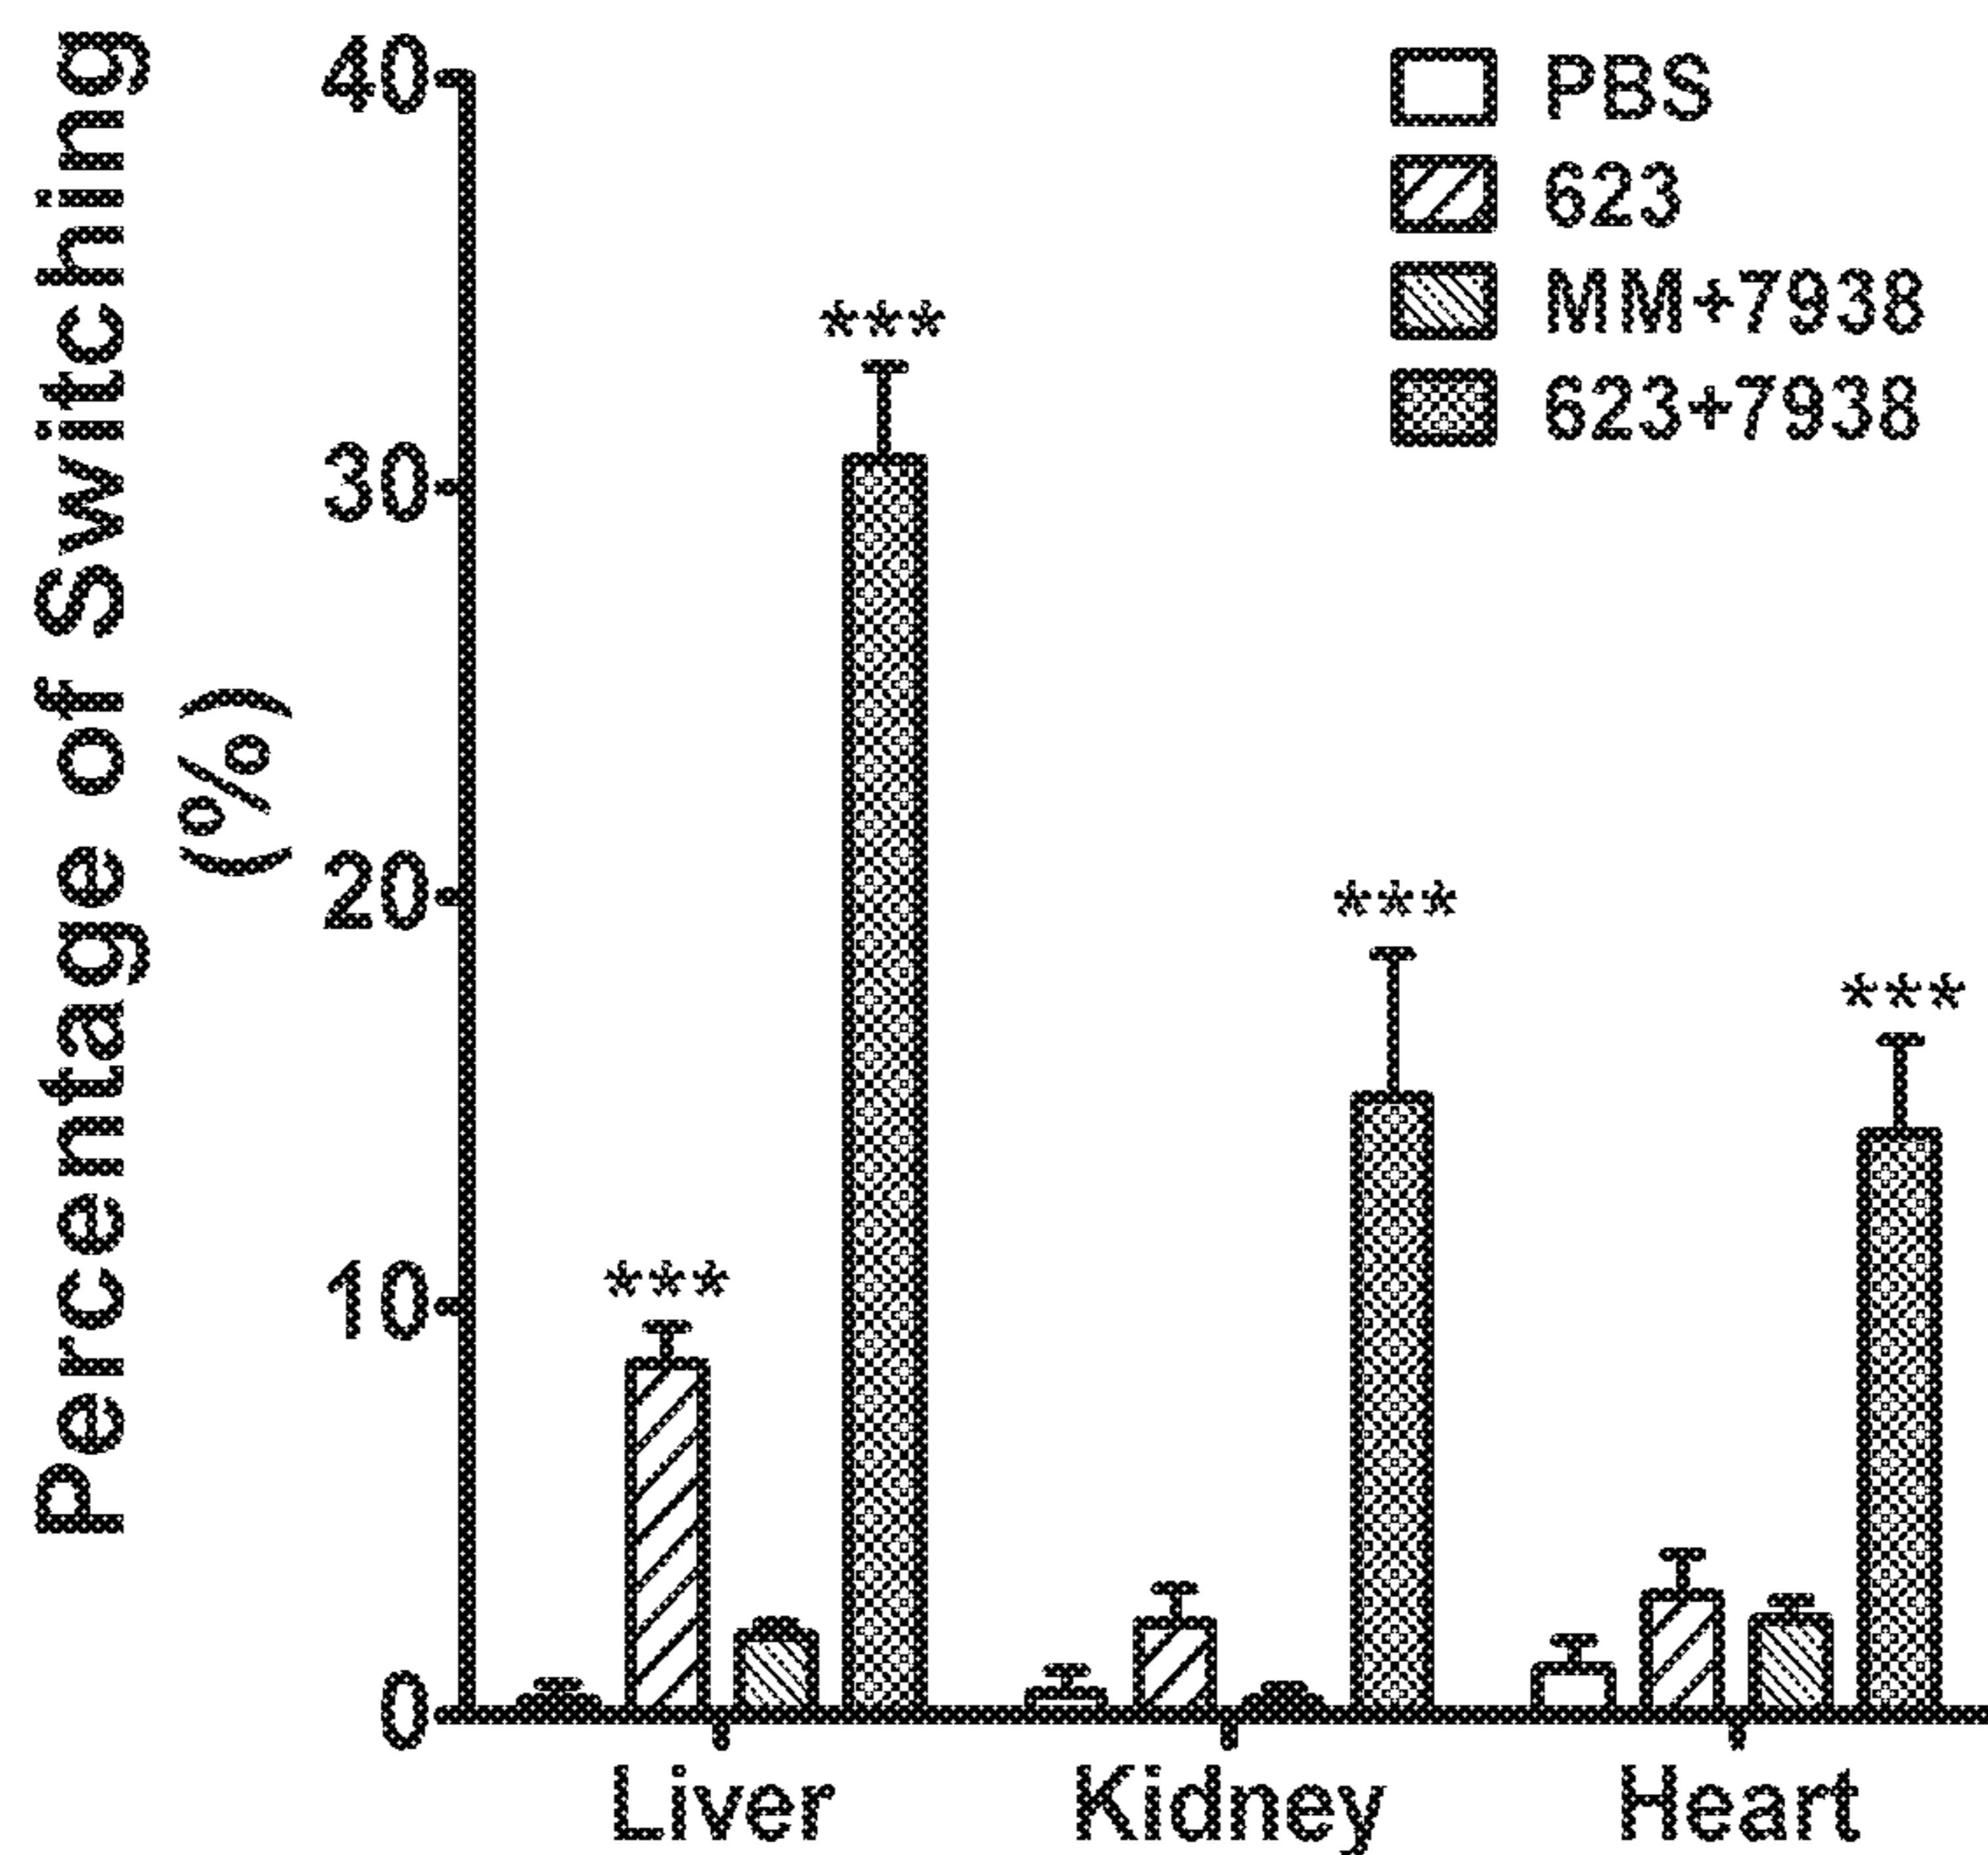 Percentage of Switching
(%)
40
30
20
10
0
PBS
623
MM+7938
623+7938
***
***
***
***
Liver
Kidney
Heart